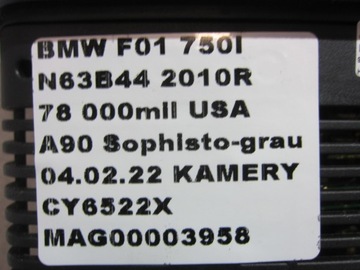 BMW F01 750I
N63B44 2010R
78 000mil USA
A90 Sophisto-grau
04.02.22 KAMERY
CY6522X
MAG00003958